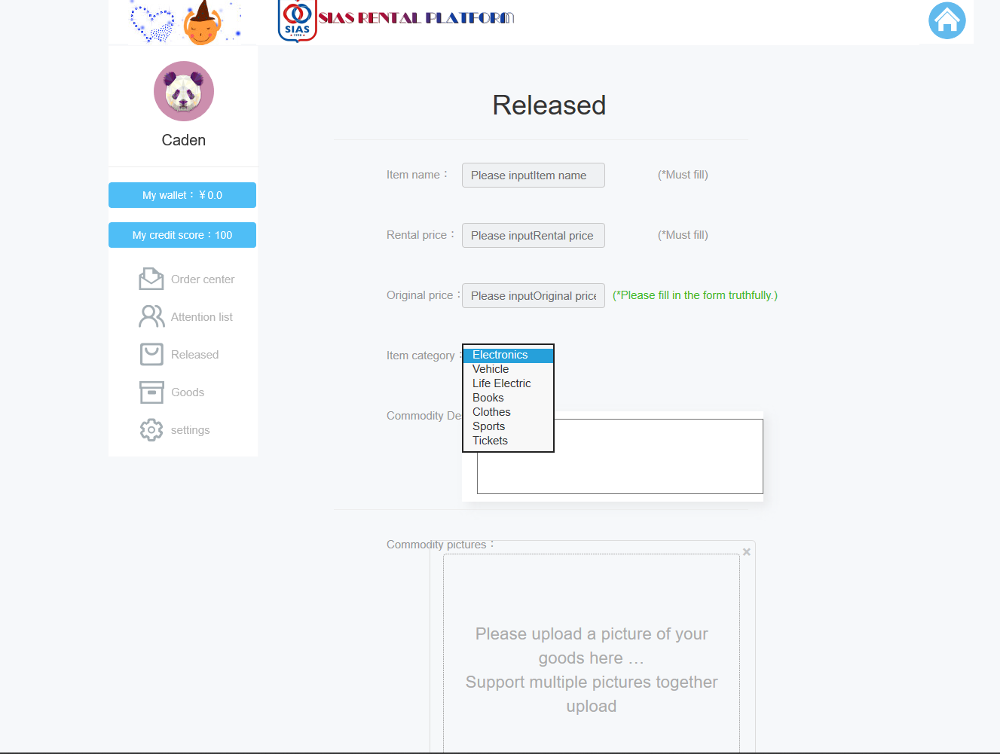 SIAS
1998
SIAS RENTAL PLATFORM
Caden
My wallet：￥0.0
My credit score：100
Order center
Attention list
Released
Goods
settings
Released
Item name： Please inputItem name (*Must fill)
Rental price： Please inputRental price (*Must fill)
Original price： Please inputOriginal price (*Please fill in the form truthfully.)
Item category：
Electronics
Vehicle
Life Electric
Books
Clothes
Sports
Tickets
Commodity De
Commodity pictures：
×
Please upload a picture of your
goods here …
Support multiple pictures together
upload